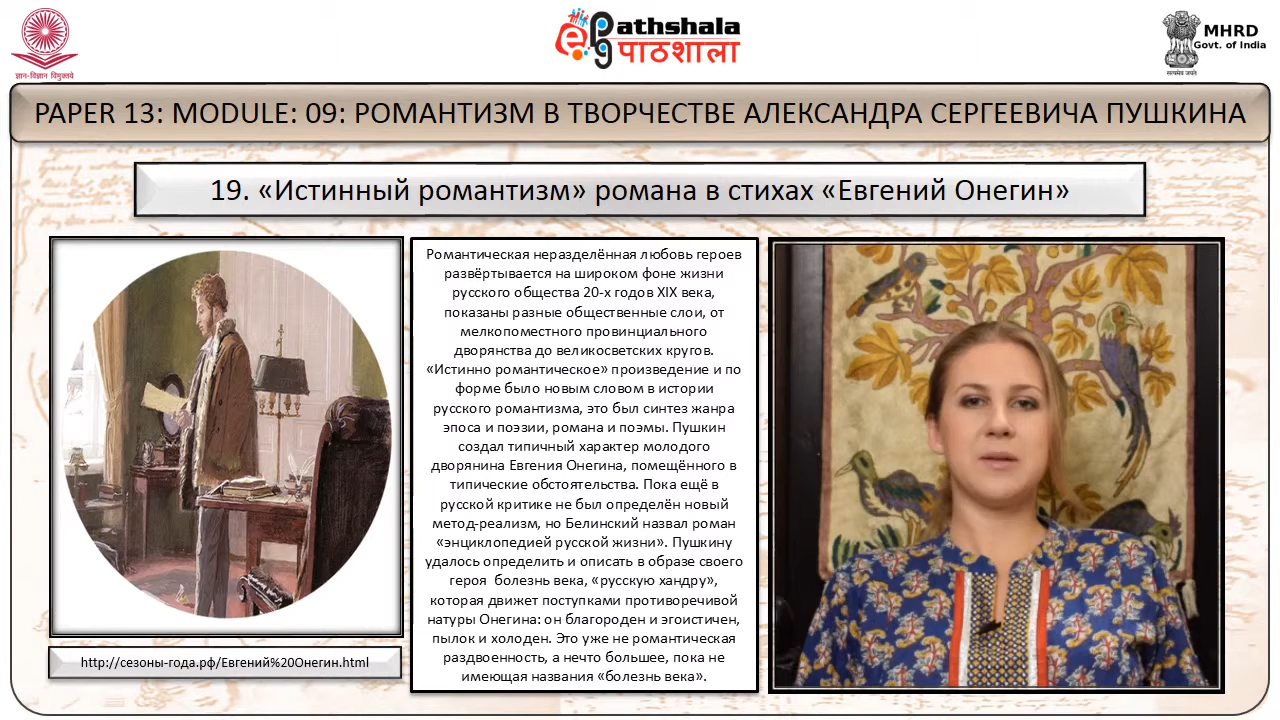 ज्ञान-विज्ञान विमुक्तये
ePathshala
पाठशाला
MHRD
Govt. of India
सत्यमेव जयते
PAPER 13: MODULE: 09: РОМАНТИЗМ В ТВОРЧЕСТВЕ АЛЕКСАНДРА СЕРГЕЕВИЧА ПУШКИНА
19. «Истинный романтизм» романа в стихах «Евгений Онегин»
Романтическая неразделённая любовь героев
развёртывается на широком фоне жизни
русского общества 20-х годов XIX века,
показаны разные общественные слои, от
мелкопоместного провинциального
дворянства до великосветских кругов.
«Истинно романтическое» произведение и по
форме было новым словом в истории
русского романтизма, это был синтез жанра
эпоса и поэзии, романа и поэмы. Пушкин
создал типичный характер молодого
дворянина Евгения Онегина, помещённого в
типические обстоятельства. Пока ещё в
русской критике не был определён новый
метод-реализм, но Белинский назвал роман
«энциклопедией русской жизни». Пушкину
удалось определить и описать в образе своего
героя болезнь века, «русскую хандру»,
которая движет поступками противоречивой
натуры Онегина: он благороден и эгоистичен,
пылок и холоден. Это уже не романтическая
раздвоенность, а нечто большее, пока не
имеющая названия «болезнь века».
http://сезоны-года.рф/Евгений%20Онегин.html